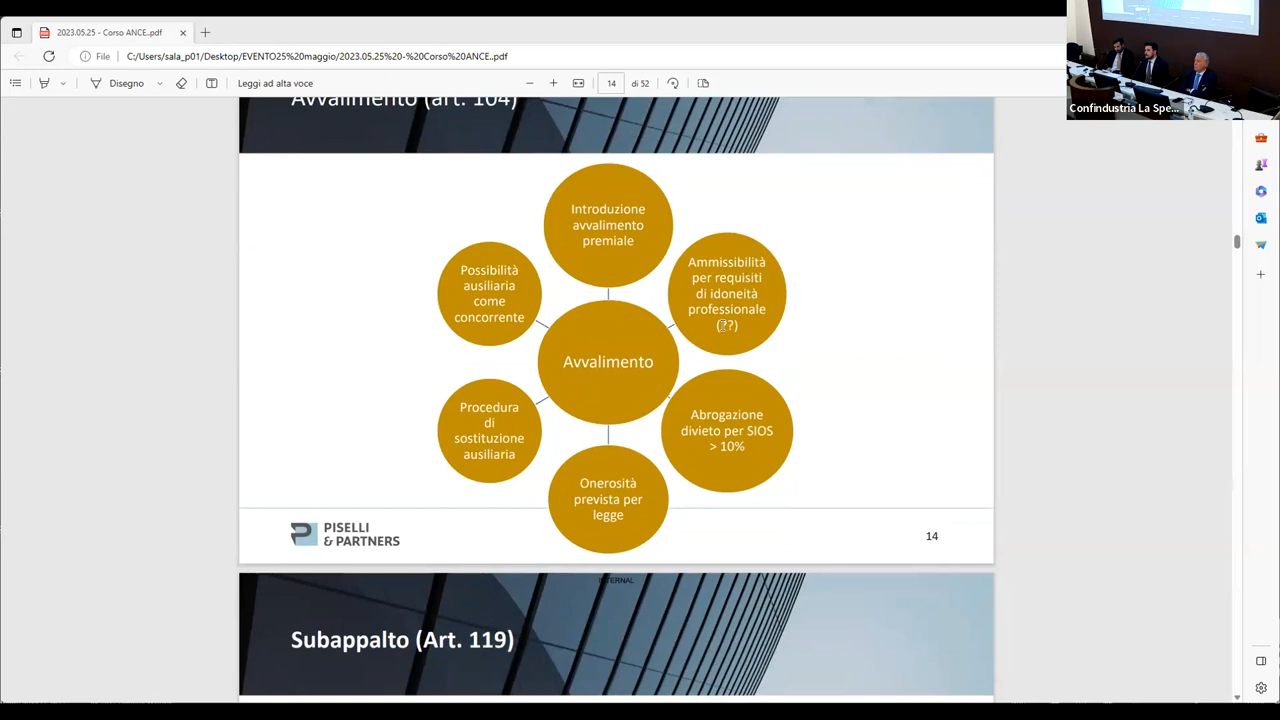 2023.05.25 - Corso ANCE..pdf
File
C:/Users/sala_p01/Desktop/EVENTO25%20maggio/2023.05.25%20-%20Corso%20ANCE..pdf
Disegno
Leggi ad alta voce
14
di 52
Confindustria La Spe...
Avvalimento (art. 104)
Introduzione
avvalimento
premiale
Ammissibilità
per requisiti
di idoneità
professionale
(??)
Abrogazione
divieto per SIOS
> 10%
Onerosità
prevista per
legge
Procedura
di
sostituzione
ausiliaria
Possibilità
ausiliaria
come
concorrente
Avvalimento
PISELLI
& PARTNERS
14
INTERNAL
Subappalto (Art. 119)